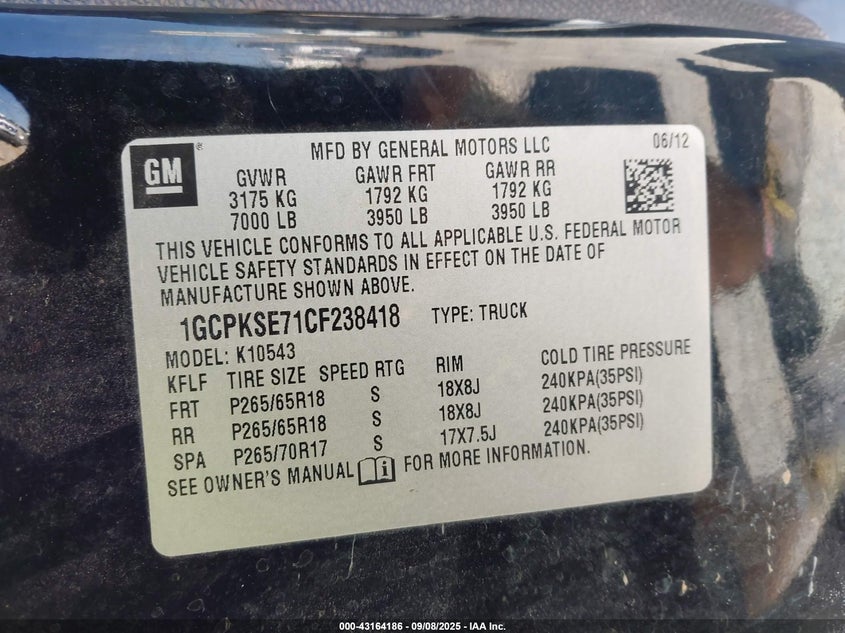 GM ® MFD BY GENERAL MOTORS LLC 06/12
GVWR GAWR FRT GAWR RR
3175 KG 1792 KG 1792 KG
7000 LB 3950 LB 3950 LB
THIS VEHICLE CONFORMS TO ALL APPLICABLE U.S. FEDERAL MOTOR
VEHICLE SAFETY STANDARDS IN EFFECT ON THE DATE OF
MANUFACTURE SHOWN ABOVE.
1GCPKSE71CF238418 TYPE: TRUCK
MODEL: K10543
KFLF TIRE SIZE SPEED RTG RIM COLD TIRE PRESSURE
FRT P265/65R18 S 18X8J 240KPA(35PSI)
RR P265/65R18 S 18X8J 240KPA(35PSI)
SPA P265/70R17 S 17X7.5J 240KPA(35PSI)
SEE OWNER'S MANUAL FOR MORE INFORMATION.
000-43164186 - 09/08/2025 - IAA Inc.